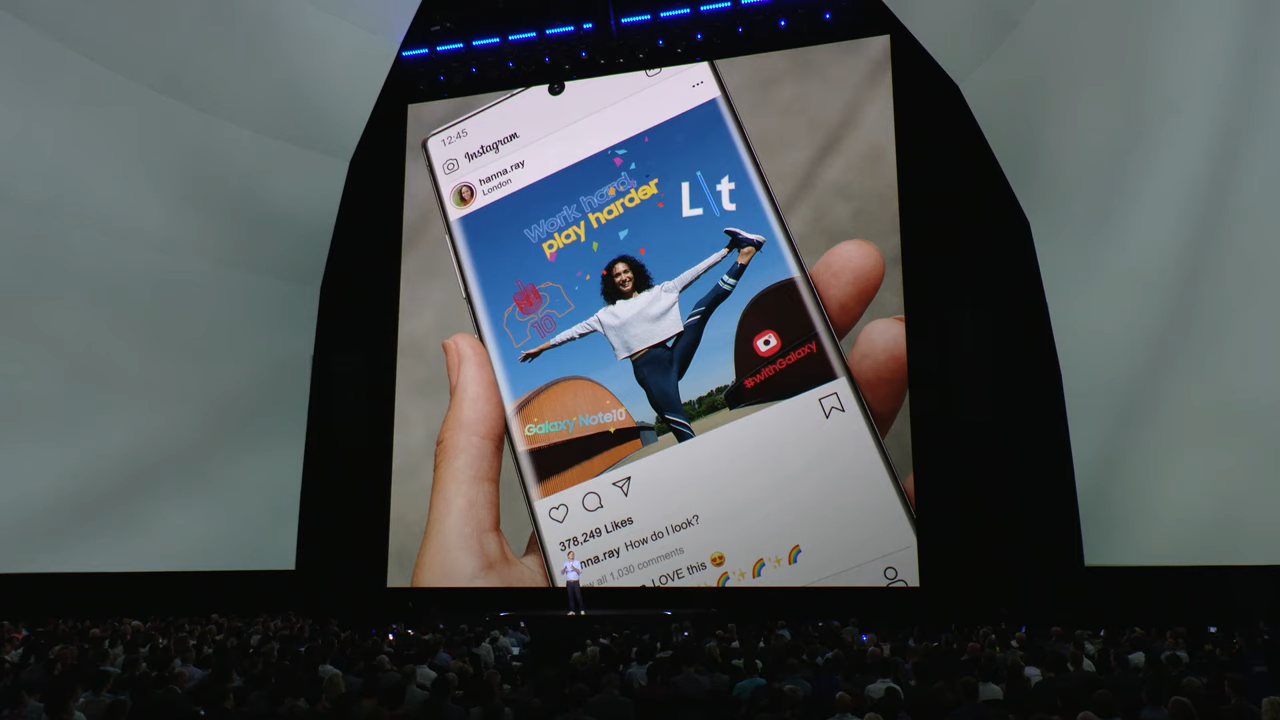 12:45
Instagram
hanna.ray
London
Work hard,
play harder
L\t
10
Galaxy Note10
#withGalaxy
378,249 Likes
nna.ray How do I look?
all 1,030 comments
LOVE this